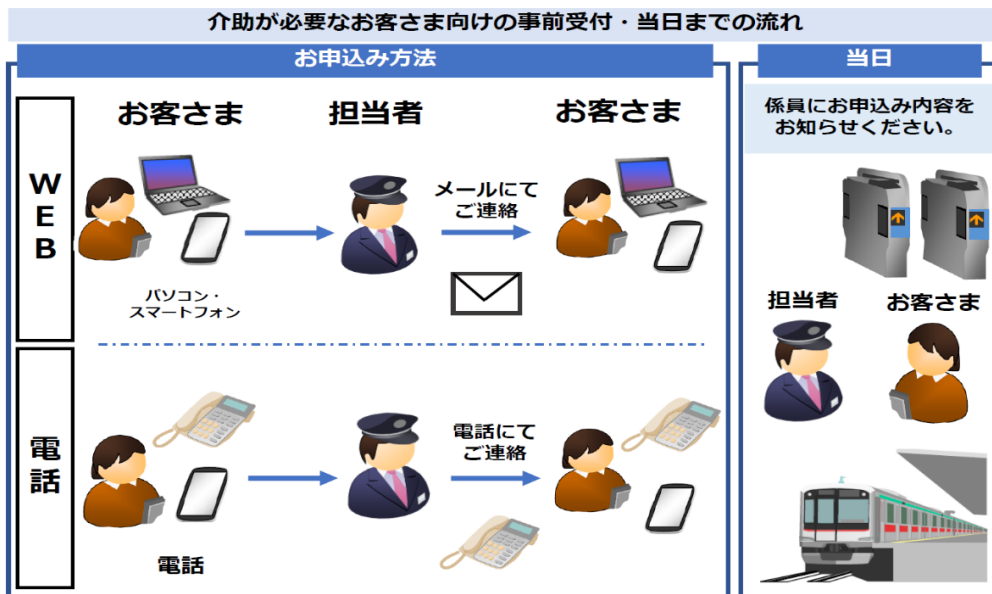 介助が必要なお客さま向けの事前受付・当日までの流れ
お申込み方法
WEB
お客さま
担当者
お客さま
メールにて
ご連絡
パソコン・
スマートフォン
電話
電話にて
ご連絡
電話
当日
係員にお申込み内容を
お知らせください。
担当者
お客さま